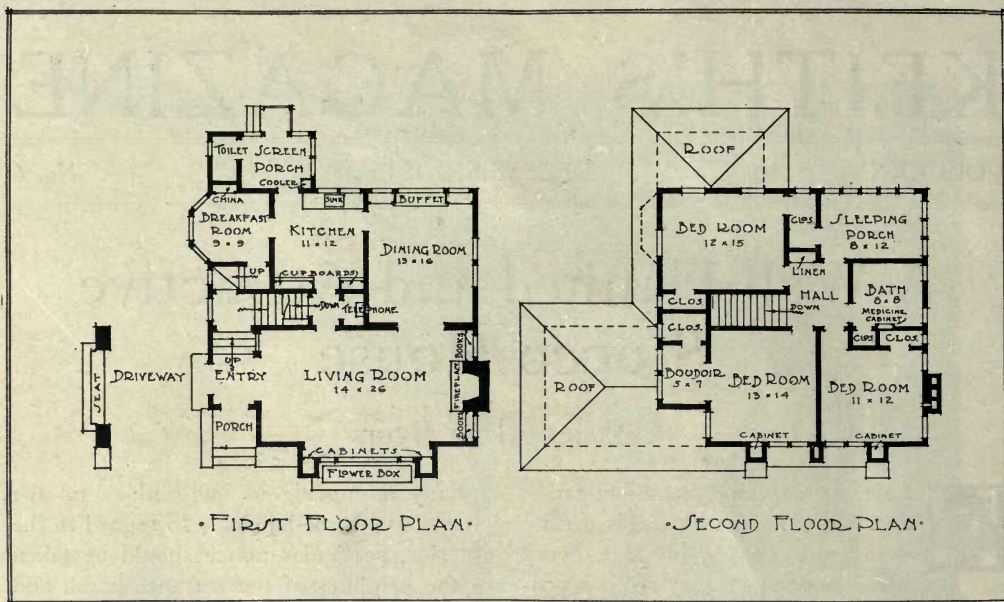 TOILET
SCREEN
PORCH
COOLER
CHINA
BREAKFAST
ROOM
9 x 9
SINK
KITCHEN
11 x 12
BUFFET
DINING ROOM
13 x 16
UP
CUPBOARDS
DOWN
TELEPHONE
UP
ENTRY
LIVING ROOM
14 x 26
BOOKS
FIREPLACE
BOOKS
SEAT
DRIVEWAY
PORCH
CABINETS
FLOWER BOX
·FIRST FLOOR PLAN·
ROOF
BED ROOM
12 x 15
CLOS.
SLEEPING
PORCH
8 x 12
LINEN
HALL
BATH
8 x 8
MEDICINE
CABINET
CLOS.
DOWN
CLOS.
CLOS.
CLOS.
BOUDOIR
5 x 7
ROOF
BED ROOM
13 x 14
BED ROOM
11 x 12
CABINET
CABINET
·SECOND FLOOR PLAN·
KEITH'S MAGAZINE